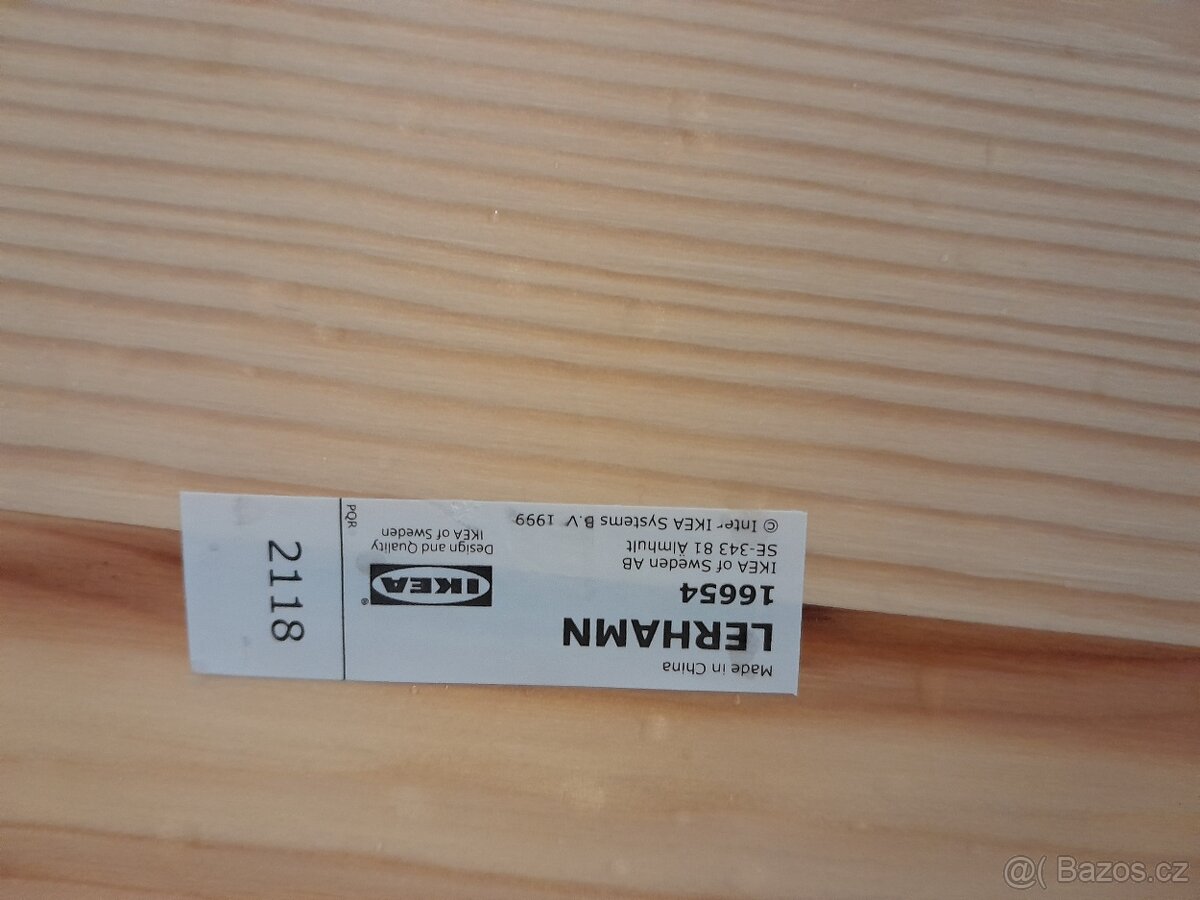 Made in China
LERHAMN
16654
IKEA of Sweden AB
SE-343 81 Älmhult
© Inter IKEA Systems B.V. 1999
IKEA®
Design and Quality
IKEA of Sweden
PQR
2118
@( Bazos.cz